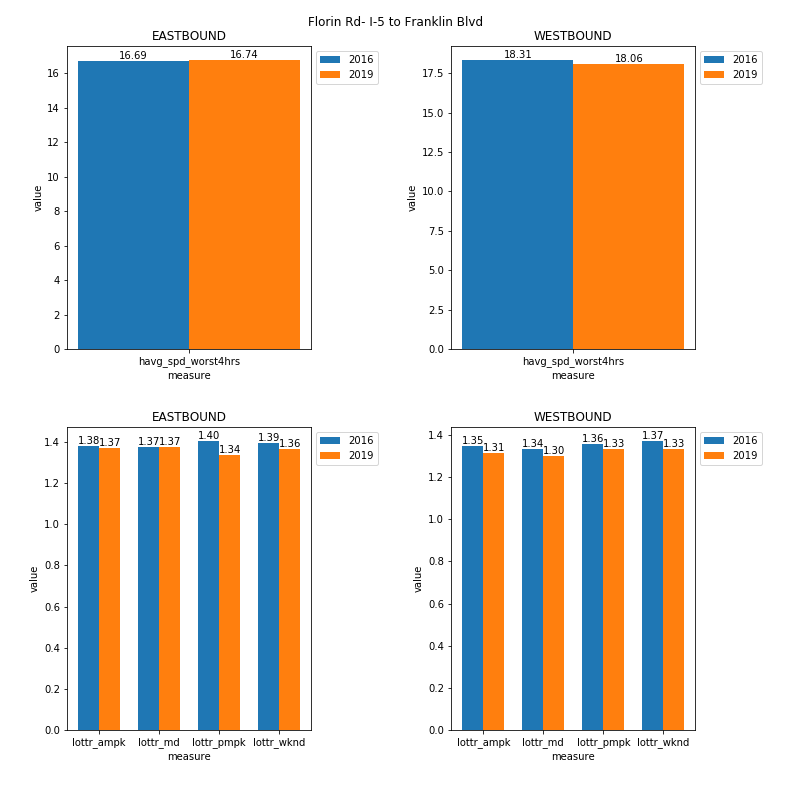 Florin Rd- I-5 to Franklin Blvd
EASTBOUND
16.69 16.74
2016
2019
16
14
12
10
8
6
4
2
0
value
havg_spd_worst4hrs
measure
WESTBOUND
18.31 18.06
2016
2019
17.5
15.0
12.5
10.0
7.5
5.0
2.5
0.0
value
havg_spd_worst4hrs
measure
EASTBOUND
1.38 1.37 1.37 1.37 1.40 1.34 1.39 1.36
2016
2019
1.4
1.2
1.0
0.8
0.6
0.4
0.2
0.0
value
lottr_ampk lottr_md lottr_pmpk lottr_wknd
measure
WESTBOUND
1.35 1.31 1.34 1.30 1.36 1.33 1.37 1.33
2016
2019
1.4
1.2
1.0
0.8
0.6
0.4
0.2
0.0
value
lottr_ampk lottr_md lottr_pmpk lottr_wknd
measure